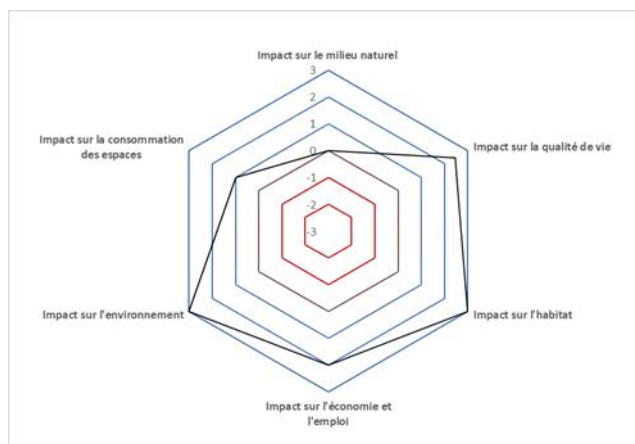 Impact sur le milieu naturel
3
2
1
0
-1
-2
-3
Impact sur la qualité de vie
Impact sur l'habitat
Impact sur l'économie et
l'emploi
Impact sur l'environnement
Impact sur la consommation
des espaces